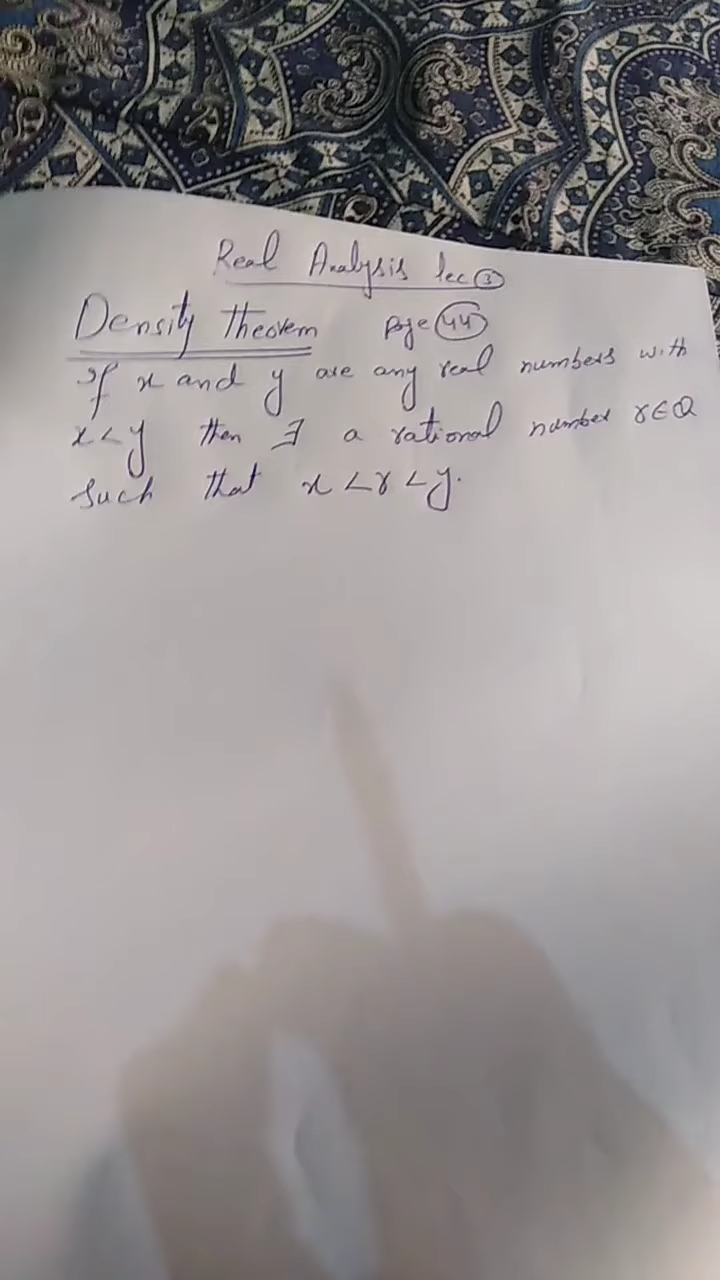 Real Analysis lec ③
Density Theorem page 44
If x and y are any real numbers with
x<y then ∃ a rational number r∈Q
such that x<r<y.